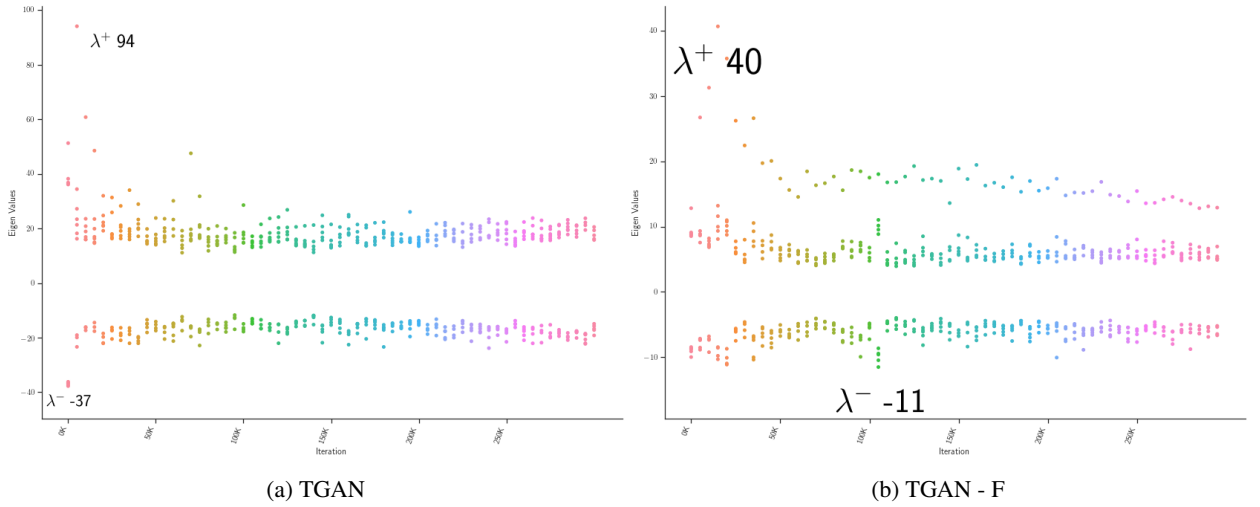 100
80
60
40
20
0
−20
−40
Eigen Values
λ+ 94
λ− -37
0K
50K
100K
150K
200K
250K
Iteration
(a) TGAN
40
30
20
10
0
−10
Eigen Values
λ+ 40
λ− -11
0K
50K
100K
150K
200K
250K
Iteration
(b) TGAN - F